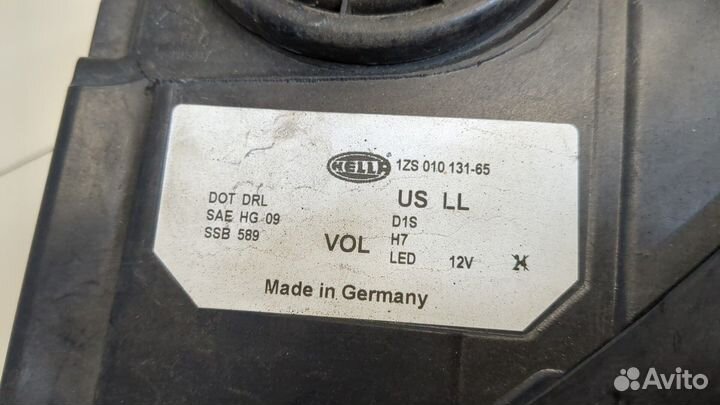 HELLA ® 1ZS 010 131-65
DOT DRL
SAE HG 09
SSB 589
VOL
US LL
D1S
H7
LED 12V
Made in Germany
Avito